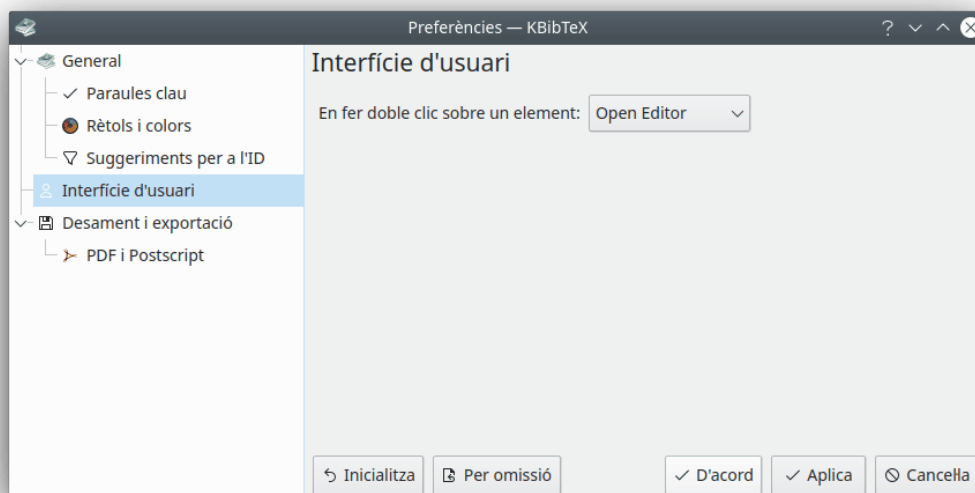 Preferències — KBibTeX
General
Paraules clau
Rètols i colors
Suggeriments per a l'ID
Interfície d'usuari
Desament i exportació
PDF i Postscript
Interfície d'usuari
En fer doble clic sobre un element: Open Editor
Inicialitza Per omissió D'acord Aplica Cancel·la